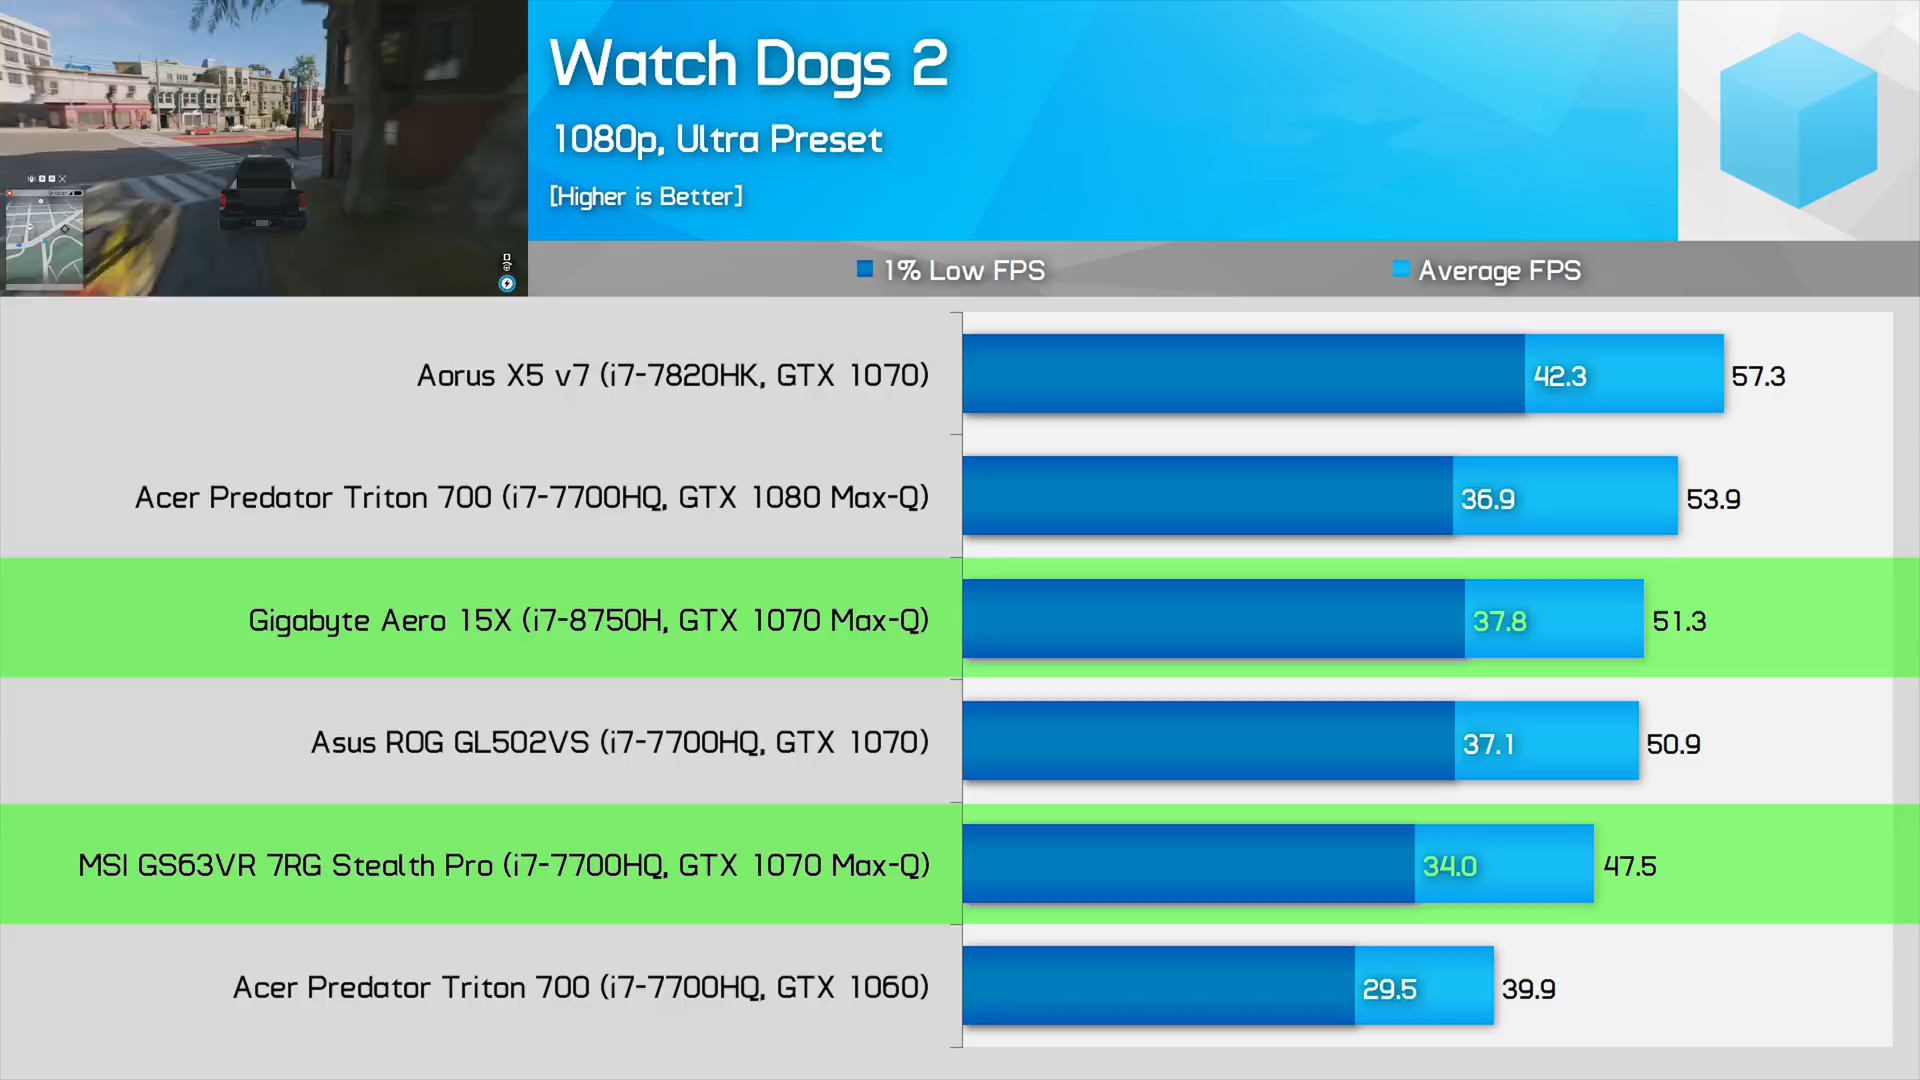 Watch Dogs 2
1080p, Ultra Preset
[Higher is Better]
1% Low FPS
Average FPS
Aorus X5 v7 (i7-7820HK, GTX 1070)
42.3
57.3
Acer Predator Triton 700 (i7-7700HQ, GTX 1080 Max-Q)
36.9
53.9
Gigabyte Aero 15X (i7-8750H, GTX 1070 Max-Q)
37.8
51.3
Asus ROG GL502VS (i7-7700HQ, GTX 1070)
37.1
50.9
MSI GS63VR 7RG Stealth Pro (i7-7700HQ, GTX 1070 Max-Q)
34.0
47.5
Acer Predator Triton 700 (i7-7700HQ, GTX 1060)
29.5
39.9